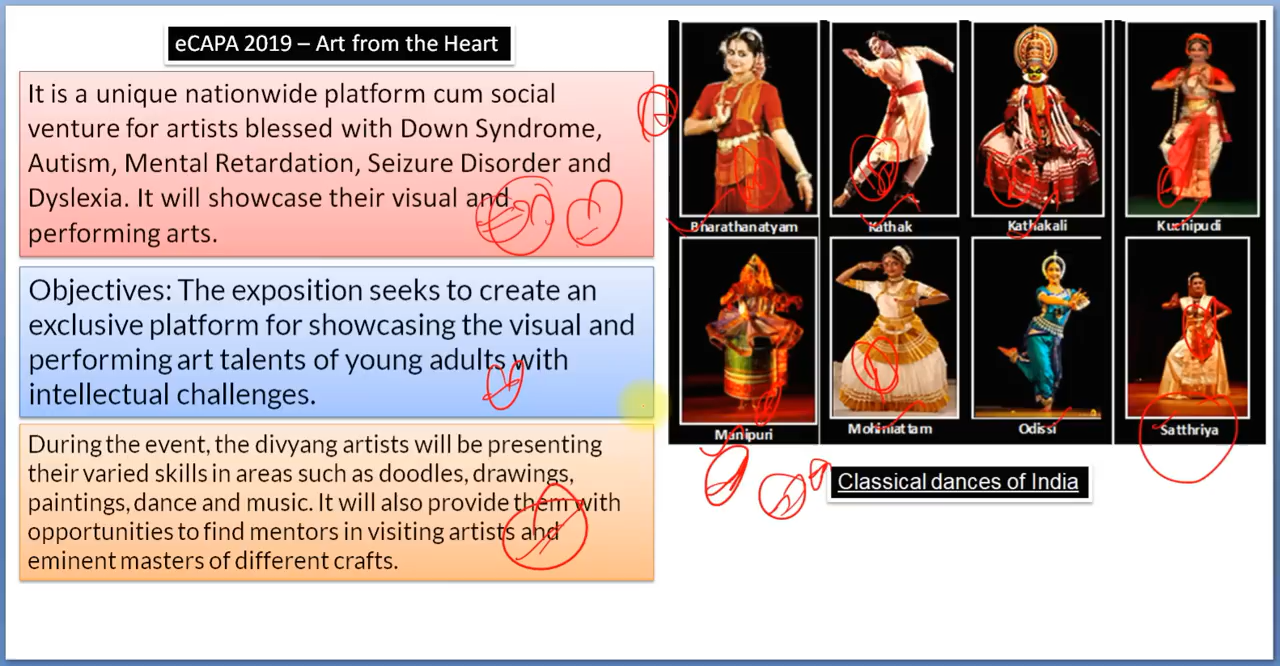 eCAPA 2019 – Art from the Heart
It is a unique nationwide platform cum social
venture for artists blessed with Down Syndrome,
Autism, Mental Retardation, Seizure Disorder and
Dyslexia. It will showcase their visual and
performing arts.
Objectives: The exposition seeks to create an
exclusive platform for showcasing the visual and
performing art talents of young adults with
intellectual challenges.
During the event, the divyang artists will be presenting
their varied skills in areas such as doodles, drawings,
paintings, dance and music. It will also provide them with
opportunities to find mentors in visiting artists and
eminent masters of different crafts.
Bharathanatyam Kathak Kathakali Kuchipudi
Manipuri Mohiniattam Odissi Satthriya
Classical dances of India